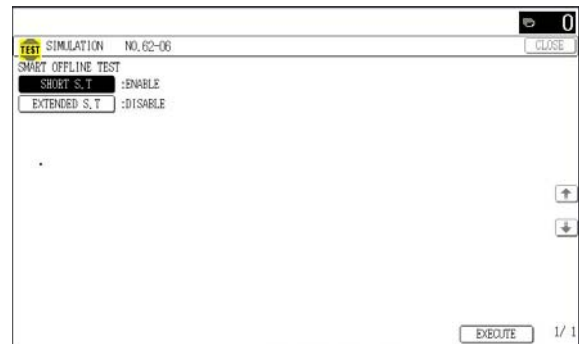 0
TEST SIMULATION NO. 62-06 CLOSE
SMART OFFLINE TEST
SHORT S.T :ENABLE
EXTENDED S.T :DISABLE
EXECUTE 1/ 1